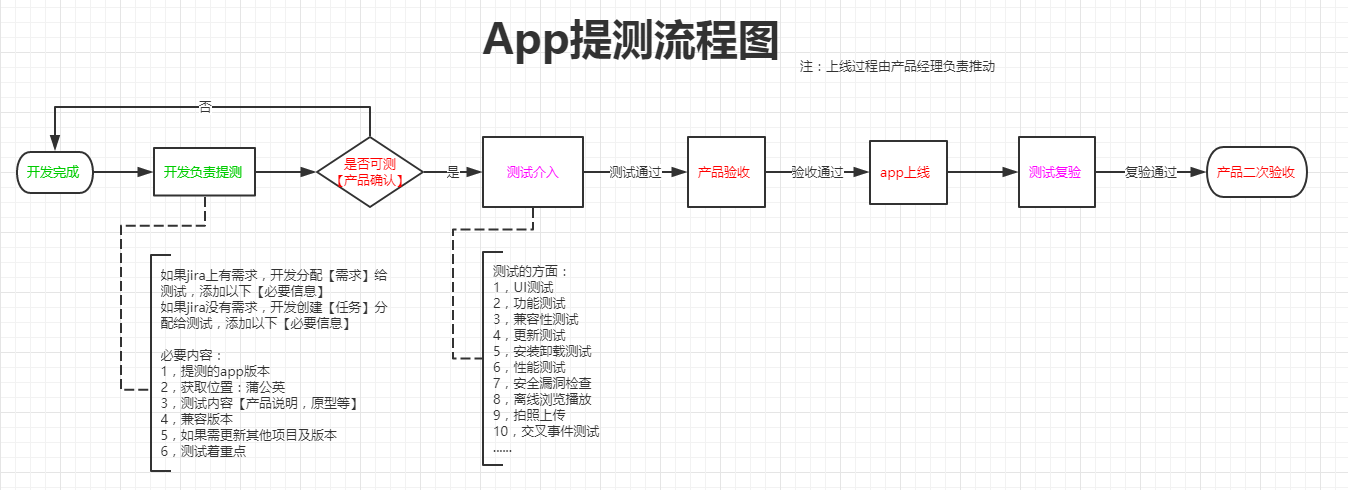 App提测流程图
注：上线过程由产品经理负责推动
否
开发完成
开发负责提测
是否可测
【产品确认】
是
测试介入
测试通过
产品验收
验收通过
app上线
测试复验
复验通过
产品二次验收
如果jira上有需求，开发分配【需求】给
测试，添加以下【必要信息】
如果jira没有需求，开发创建【任务】分
配给测试，添加以下【必要信息】
必要内容：
1，提测的app版本
2，获取位置：蒲公英
3，测试内容【产品说明，原型等】
4，兼容版本
5，如果需更新其他项目及版本
6，测试着重点
测试的方面：
1，UI测试
2，功能测试
3，兼容性测试
4，更新测试
5，安装卸载测试
6，性能测试
7，安全漏洞检查
8，离线浏览播放
9，拍照上传
10，交叉事件测试
......